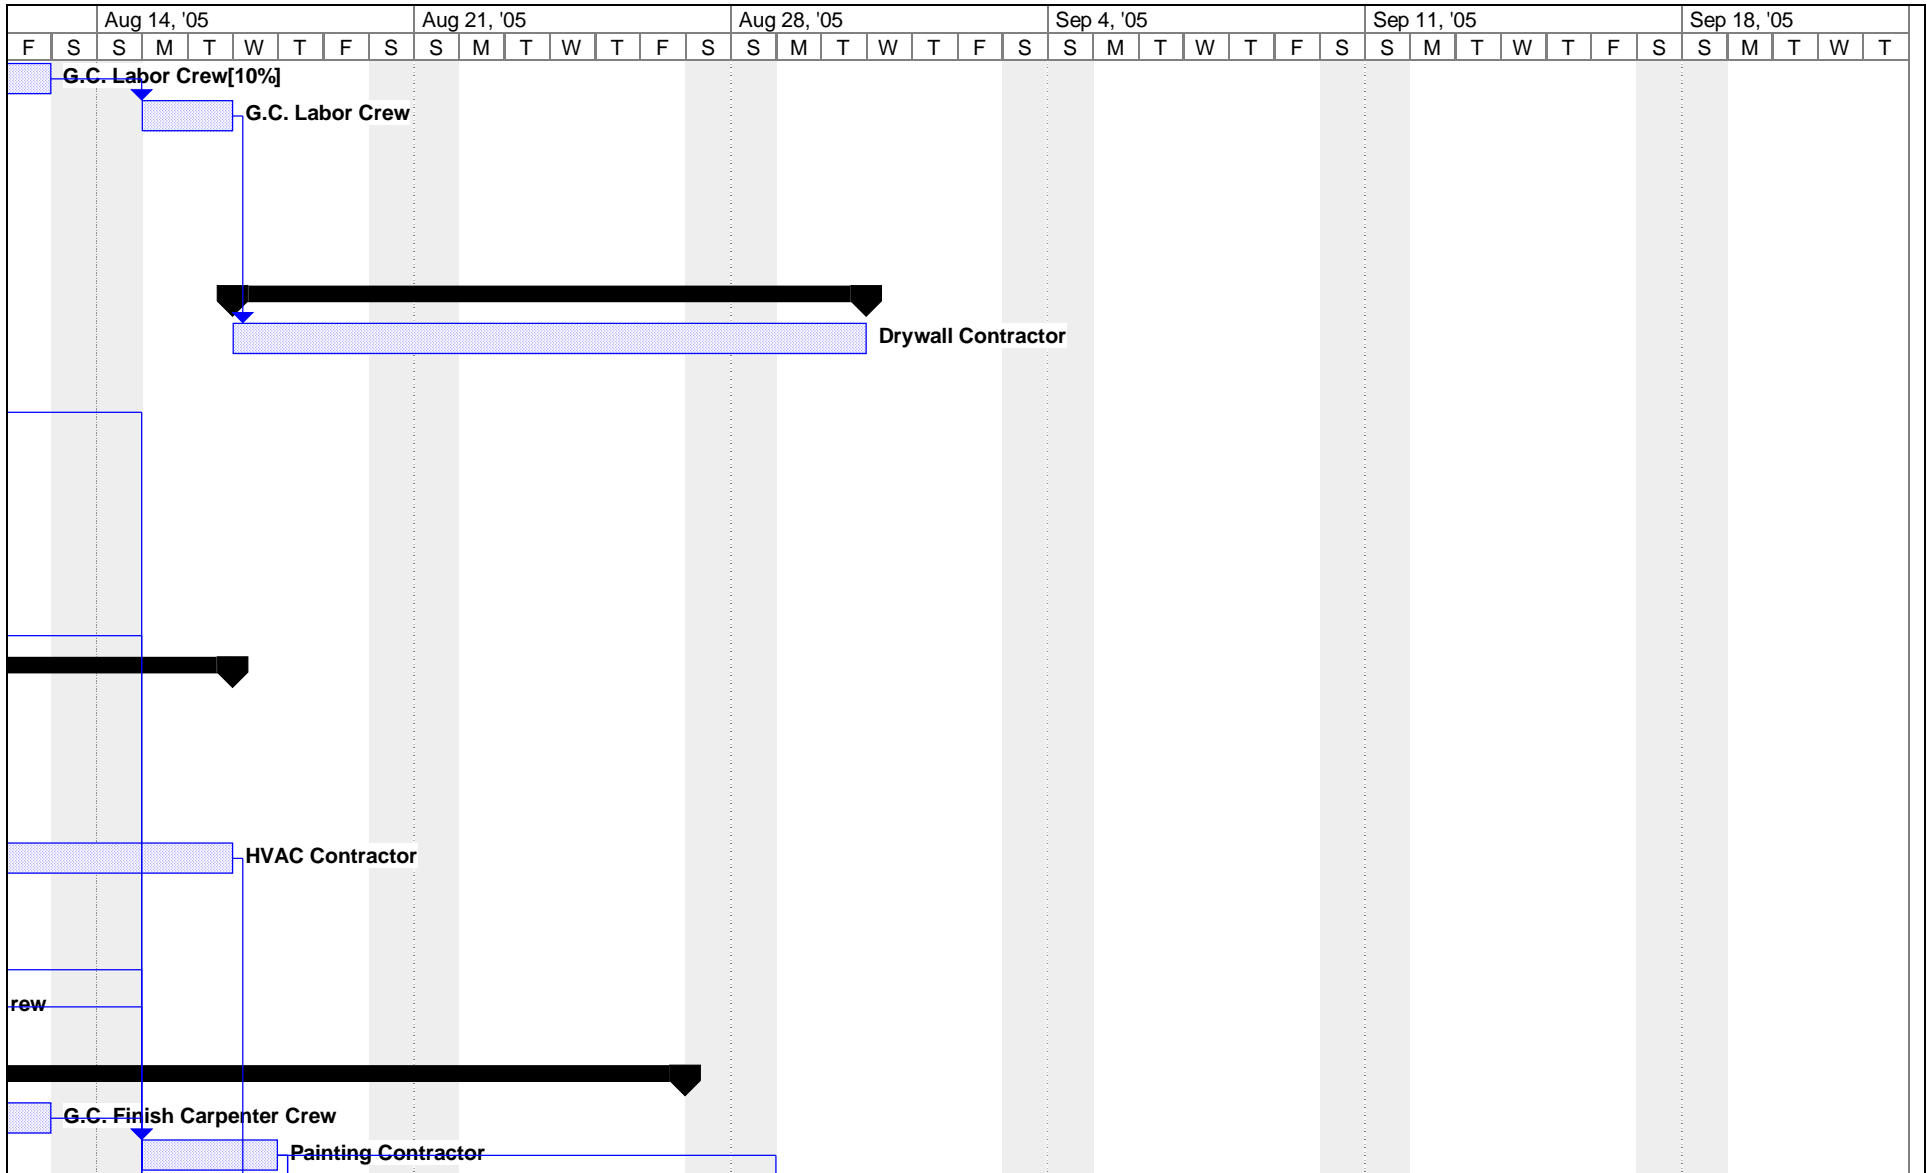 Aug 14, '05 Aug 21, '05 Aug 28, '05 Sep 4, '05 Sep 11, '05 Sep 18, '05
F S S M T W T F S S M T W T F S S M T W T F S S M T W T F S S M T W T F S S M T W T
G.C. Labor Crew[10%]
G.C. Labor Crew
Drywall Contractor
HVAC Contractor
rew
G.C. Finish Carpenter Crew
Painting Contractor